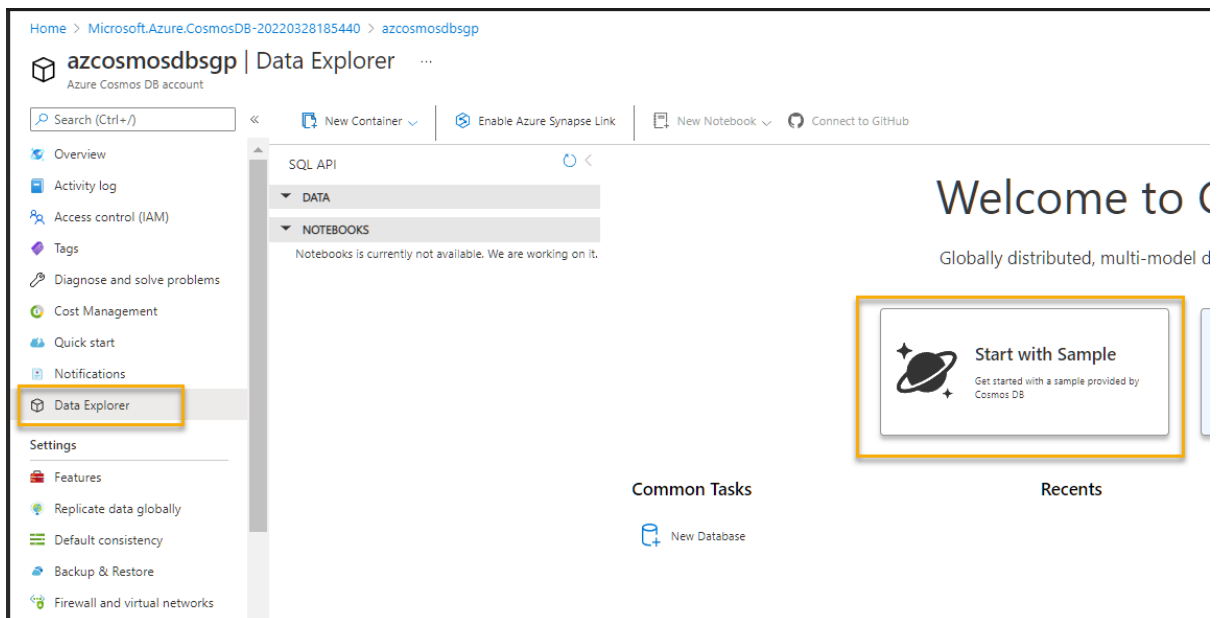 Home > Microsoft.Azure.CosmosDB-20220328185440 > azcosmosdbsgp
azcosmosdbsgp | Data Explorer ...
Azure Cosmos DB account
Search (Ctrl+/)
«
New Container
Enable Azure Synapse Link
New Notebook
Connect to GitHub
Overview
Activity log
Access control (IAM)
Tags
Diagnose and solve problems
Cost Management
Quick start
Notifications
Data Explorer
Settings
Features
Replicate data globally
Default consistency
Backup & Restore
Firewall and virtual networks
SQL API
DATA
NOTEBOOKS
Notebooks is currently not available. We are working on it.
Welcome to
Globally distributed, multi-model
Start with Sample
Get started with a sample provided by
Cosmos DB
Common Tasks
New Database
Recents